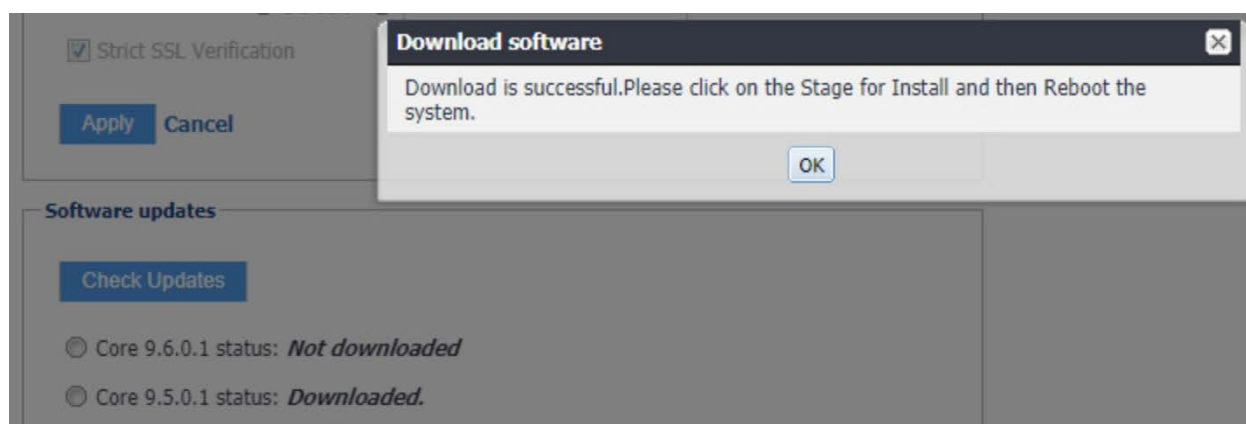 Strict SSL Verification
Apply Cancel
Download software
Download is successful.Please click on the Stage for Install and then Reboot the
system.
OK
Software updates
Check Updates
Core 9.6.0.1 status: Not downloaded
Core 9.5.0.1 status: Downloaded.